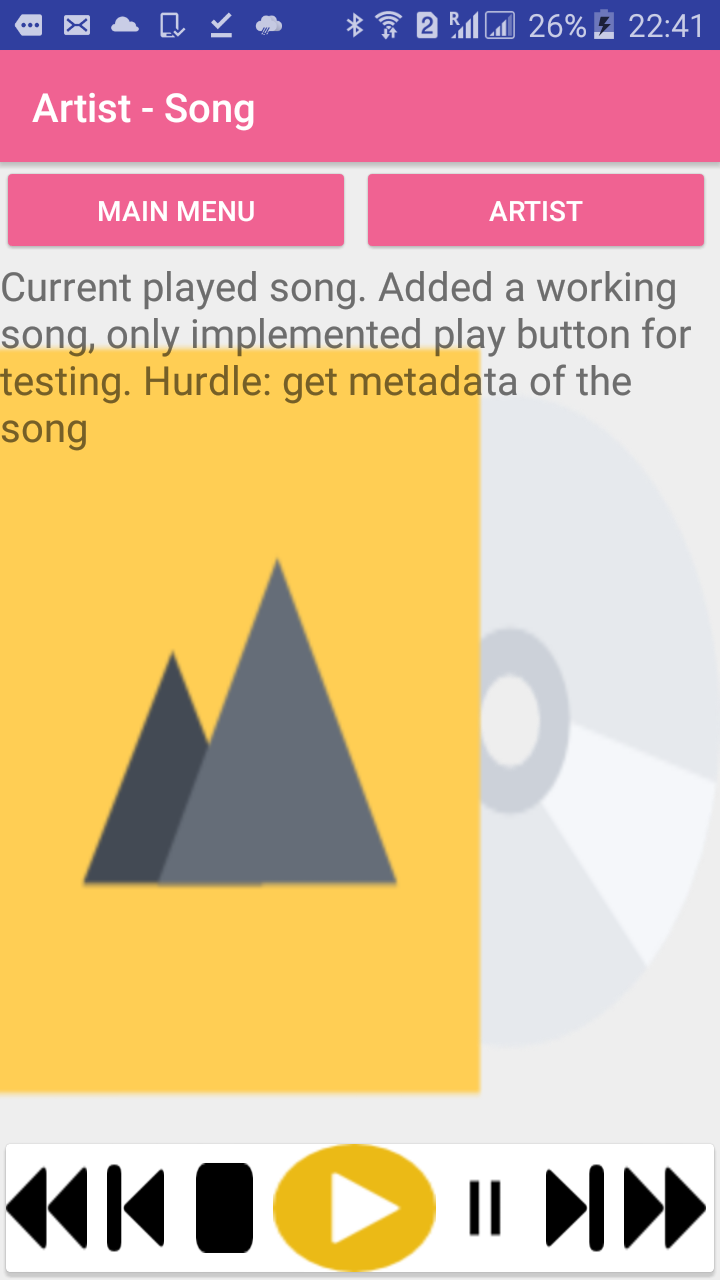 2 R 26% 22:41
Artist - Song
MAIN MENU ARTIST
Current played song. Added a working
song, only implemented play button for
testing. Hurdle: get metadata of the
song